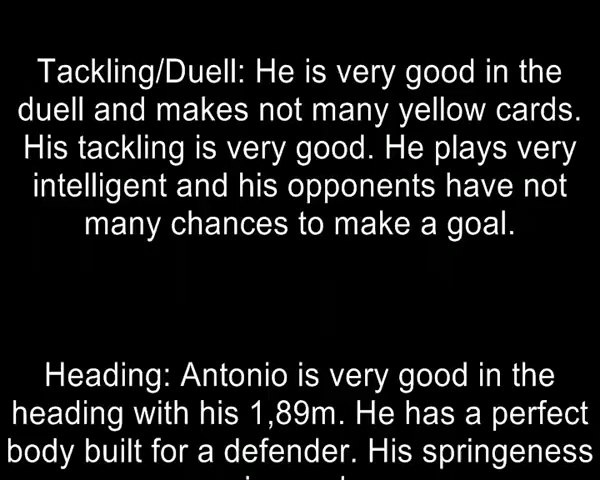 Tackling/Duell: He is very good in the
duell and makes not many yellow cards.
His tackling is very good. He plays very
intelligent and his opponents have not
many chances to make a goal.
Heading: Antonio is very good in the
heading with his 1,89m. He has a perfect
body built for a defender. His springeness